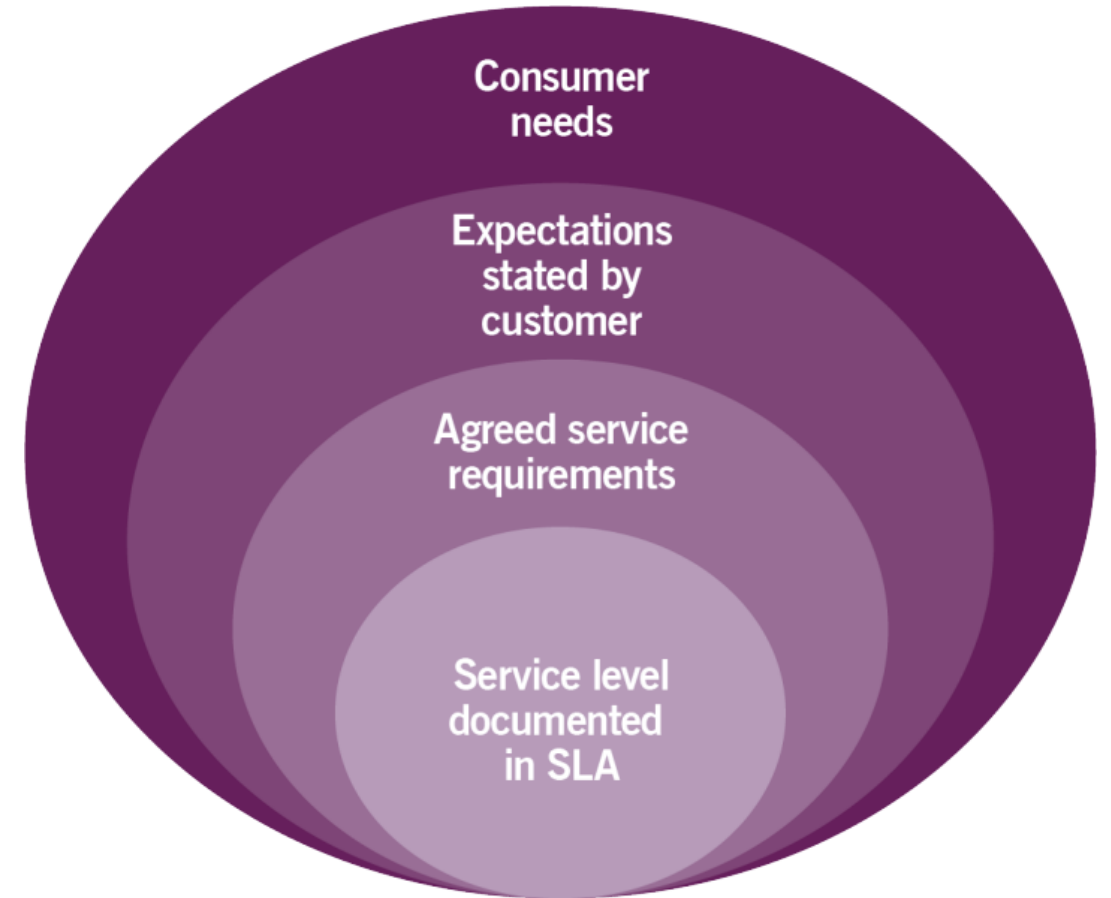 Consumer
needs
Expectations
stated by
customer
Agreed service
requirements
Service level
documented
in SLA